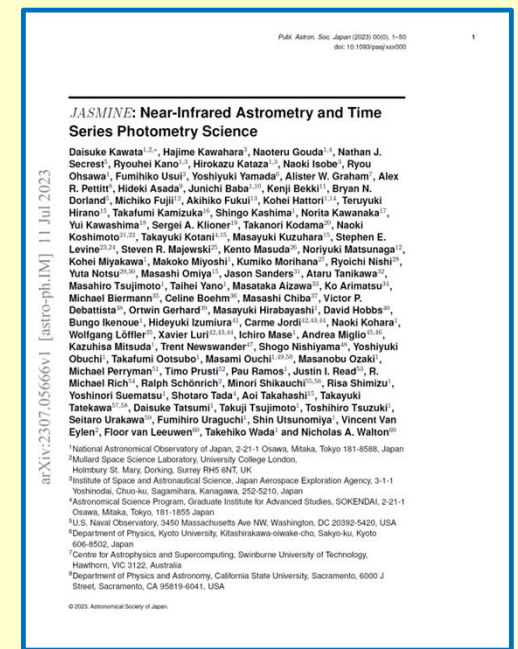 Publ. Astron. Soc. Japan (2023) 00(0), 1–50
doi: 10.1093/pasj/xxx000
1
JASMINE: Near-Infrared Astrometry and Time
Series Photometry Science
Daisuke Kawata1,2,*, Hajime Kawahara3, Naoteru Gouda1,4, Nathan J.
Secrest5, Ryouhei Kano1,3, Hirokazu Kataza1,3, Naoki Isobe3, Ryou
Ohsawa1, Fumihiko Usui3, Yoshiyuki Yamada6, Alister W. Graham7, Alex
R. Pettitt8, Hideki Asada9, Junichi Baba1,10, Kenji Bekki11, Bryan N.
Dorland5, Michiko Fujii12, Akihiko Fukui13, Kohei Hattori1,14, Teruyuki
Hirano15, Takafumi Kamizuka16, Shingo Kashima1, Norita Kawanaka17,
Yui Kawashima18, Sergei A. Klioner19, Takanori Kodama20, Naoki
Koshimoto21,22, Takayuki Kotani4,15, Masayuki Kuzuhara15, Stephen E.
Levine23,24, Steven R. Majewski25, Kento Masuda26, Noriyuki Matsunaga12,
Kohei Miyakawa1, Makoko Miyoshi1, Kumiko Morihana27, Ryoichi Nishi28,
Yuta Notsu29,30, Masashi Omiya15, Jason Sanders31, Ataru Tanikawa32,
Masahiro Tsujimoto1, Taihei Yano1, Masataka Aizawa33, Ko Arimatsu34,
Michael Biermann35, Celine Boehm36, Masashi Chiba37, Victor P.
Debattista38, Ortwin Gerhard39, Masayuki Hirabayashi1, David Hobbs40,
Bungo Ikenoue1, Hideyuki Izumiura41, Carme Jordi42,43,44, Naoki Kohara1,
Wolfgang Löffler35, Xavier Luri42,43,44, Ichiro Mase1, Andrea Miglio45,46,
Kazuhisa Mitsuda1, Trent Newswander47, Shogo Nishiyama48, Yoshiyuki
Obuchi1, Takafumi Ootsubo1, Masami Ouchi1,49,50, Masanobu Ozaki1,
Michael Perryman51, Timo Prusti52, Pau Ramos1, Justin I. Read53, R.
Michael Rich54, Ralph Schönrich2, Minori Shikauchi55,56, Risa Shimizu1,
Yoshinori Suematsu1, Shotaro Tada4, Aoi Takahashi15, Takayuki
Tatekawa57,58, Daisuke Tatsumi1, Takuji Tsujimoto1, Toshihiro Tsuzuki1,
Seitaro Urakawa59, Fumihiro Uraguchi1, Shin Utsunomiya1, Vincent Van
Eylen2, Floor van Leeuwen60, Takehiko Wada1 and Nicholas A. Walton60
1National Astronomical Observatory of Japan, 2-21-1 Osawa, Mitaka, Tokyo 181-8588, Japan
2Mullard Space Science Laboratory, University College London,
Holmbury St. Mary, Dorking, Surrey RH5 6NT, UK
3Institute of Space and Astronautical Science, Japan Aerospace Exploration Agency, 3-1-1
Yoshinodai, Chuo-ku, Sagamihara, Kanagawa, 252-5210, Japan
4Astronomical Science Program, Graduate Institute for Advanced Studies, SOKENDAI, 2-21-1
Osawa, Mitaka, Tokyo, 181-1855 Japan
5U.S. Naval Observatory, 3450 Massachusetts Ave NW, Washington, DC 20392-5420, USA
6Department of Physics, Kyoto University, Kitashirakawa-oiwake-cho, Sakyo-ku, Kyoto
606-8502, Japan
7Centre for Astrophysics and Supercomputing, Swinburne University of Technology,
Hawthorn, VIC 3122, Australia
8Department of Physics and Astronomy, California State University, Sacramento, 6000 J
Street, Sacramento, CA 95819-6041, USA
© 2023. Astronomical Society of Japan.
arXiv:2307.05666v1 [astro-ph.IM] 11 Jul 2023